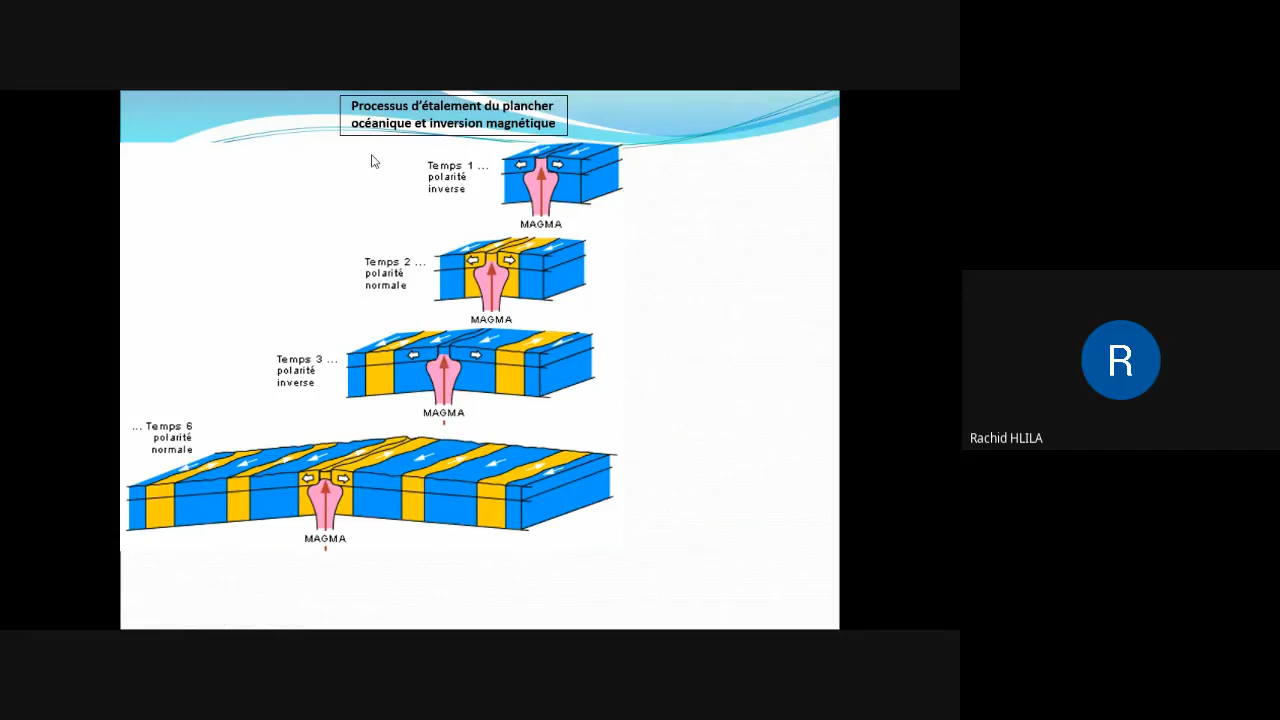 Processus d’étalement du plancher
océanique et inversion magnétique
Temps 1 ...
polarité
inverse
MAGMA
Temps 2 ...
polarité
normale
MAGMA
Temps 3 ...
polarité
inverse
MAGMA
... Temps 6
polarité
normale
MAGMA
R
Rachid HLILA